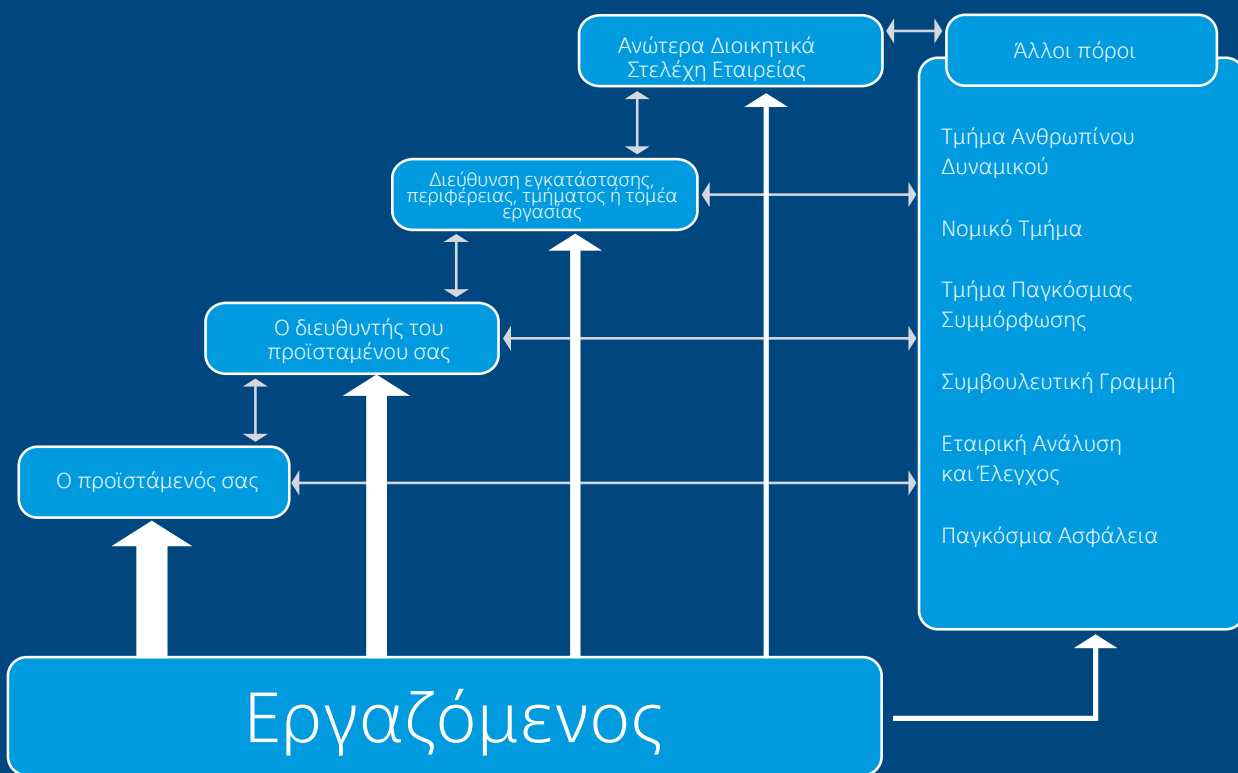 Ανώτερα Διοικητικά
Στελέχη Εταιρείας
Άλλοι πόροι
Τμήμα Ανθρωπίνου
Δυναμικού
Νομικό Τμήμα
Τμήμα Παγκόσμιας
Συμμόρφωσης
Συμβουλευτική Γραμμή
Εταιρική Ανάλυση
και Έλεγχος
Παγκόσμια Ασφάλεια
Διεύθυνση εγκατάστασης,
περιφέρειας, τμήματος ή τομέα
εργασίας
Ο διευθυντής του
προϊσταμένου σας
Ο προϊστάμενός σας
Εργαζόμενος